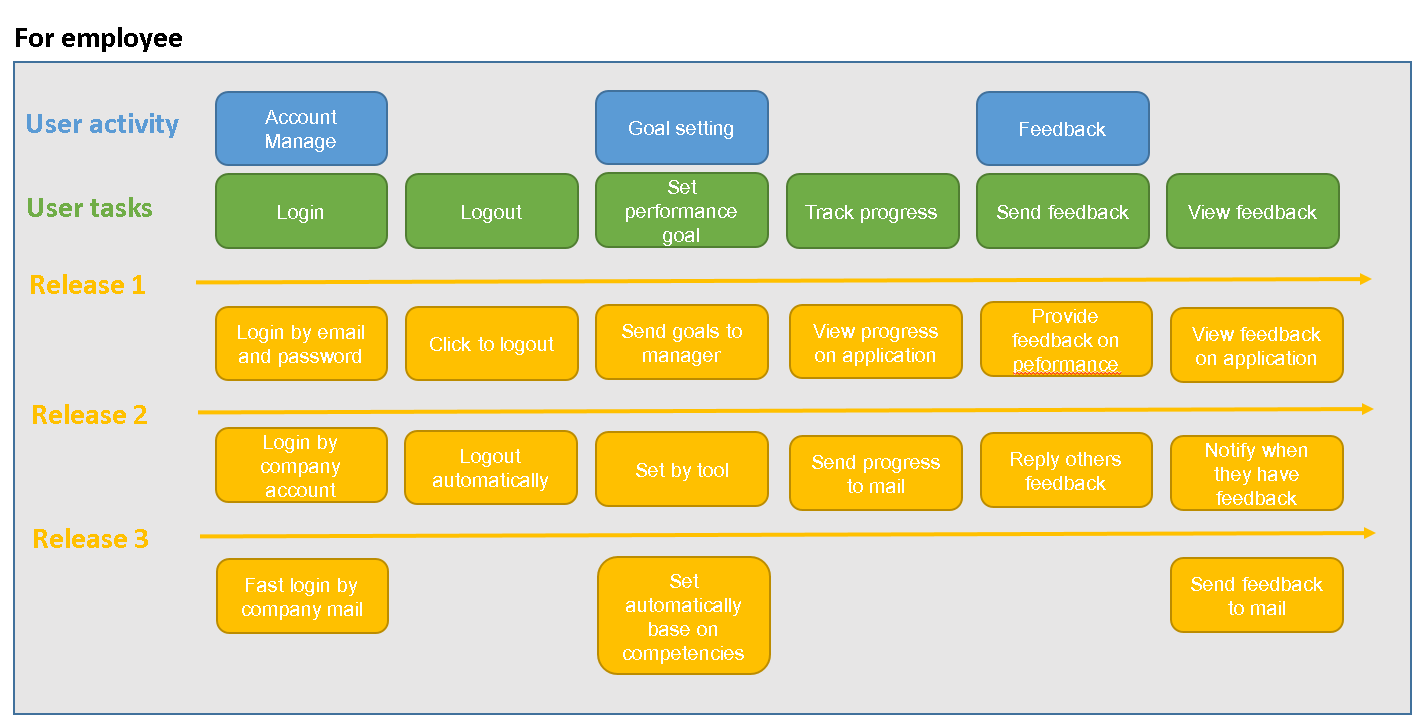 For employee
User activity
Account
Manage
Goal setting
Feedback
User tasks
Login
Logout
Set
performance
goal
Track progress
Send feedback
View feedback
Release 1
Login by email
and password
Click to logout
Send goals to
manager
View progress
on application
Provide
feedback on
peformance
View feedback
on application
Release 2
Login by
company
account
Logout
automatically
Set by tool
Send progress
to mail
Reply others
feedback
Notify when
they have
feedback
Release 3
Fast login by
company mail
Set
automatically
base on
competencies
Send feedback
to mail